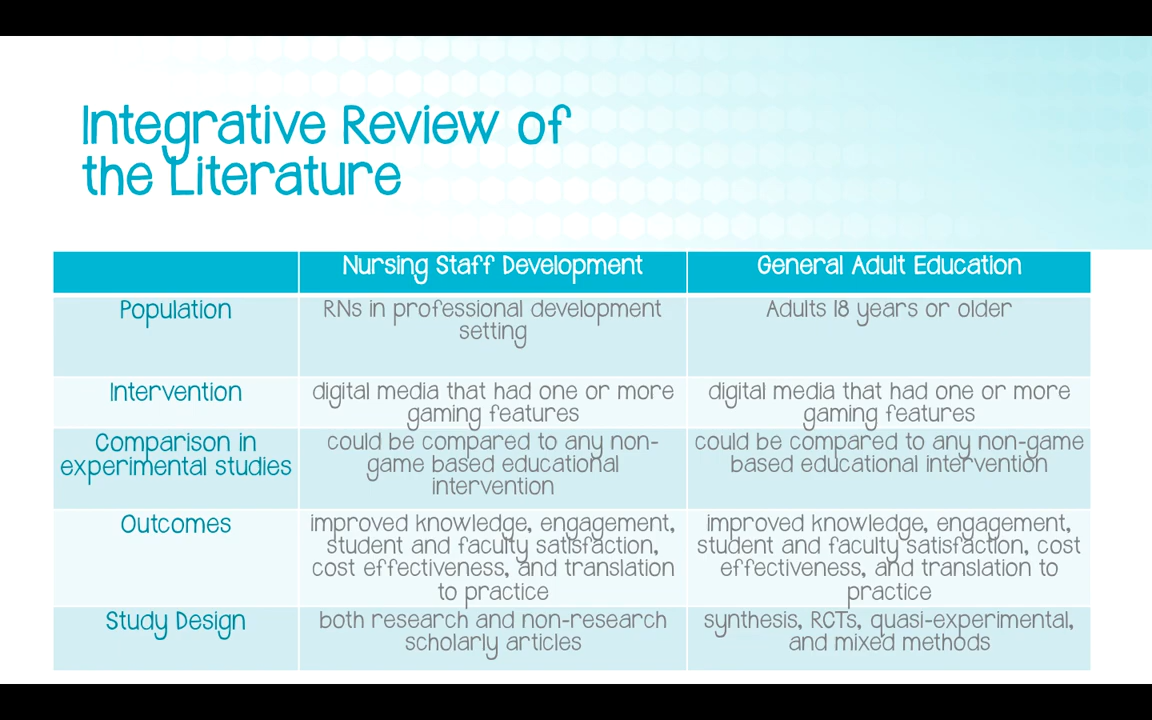 Integrative Review of
the Literature
Nursing Staff Development
General Adult Education
Population
RNs in professional development
setting
Adults 18 years or older
Intervention
digital media that had one or more
gaming features
digital media that had one or more
gaming features
Comparison in
experimental studies
could be compared to any non-
game based educational
intervention
could be compared to any non-game
based educational intervention
Outcomes
improved knowledge, engagement,
student and faculty satisfaction,
cost effectiveness, and translation
to practice
improved knowledge, engagement,
student and faculty satisfaction, cost
effectiveness, and translation to
practice
Study Design
both research and non-research
scholarly articles
synthesis, RCTs, quasi-experimental,
and mixed methods